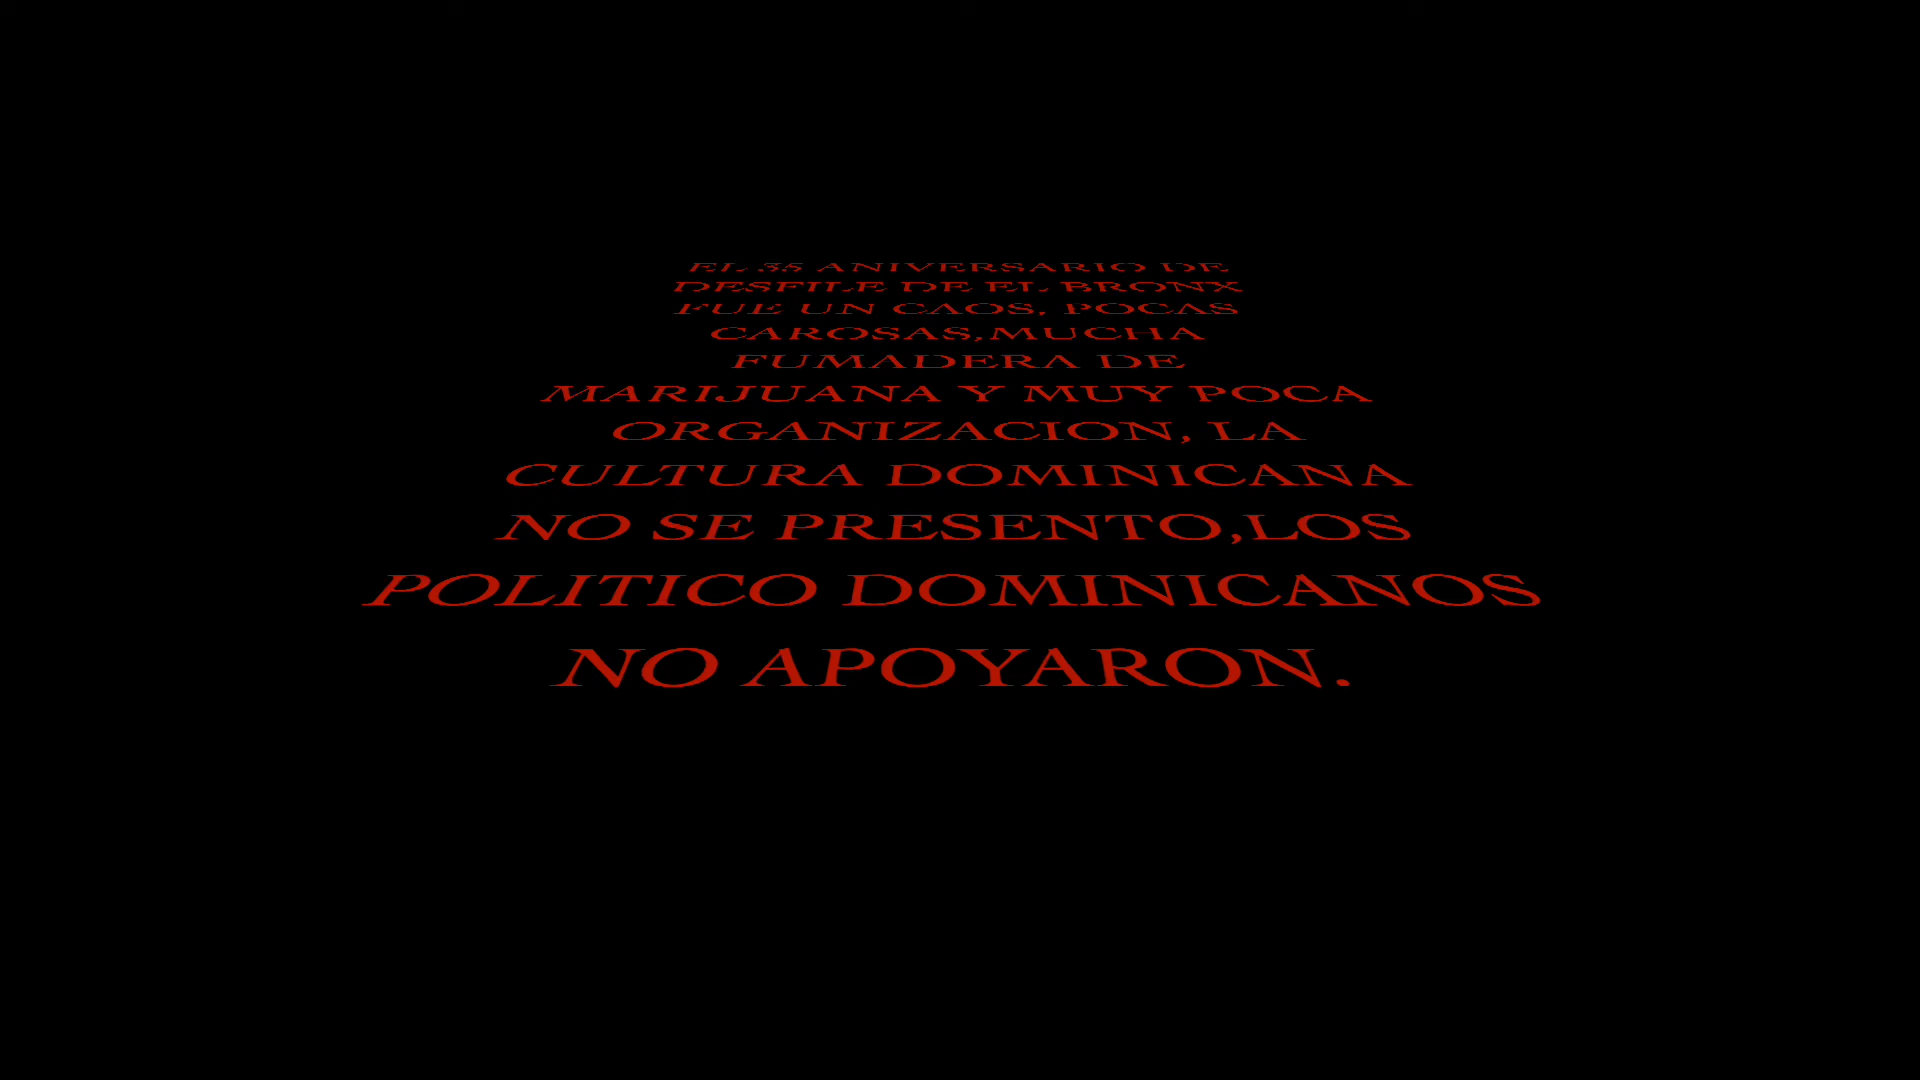 EL 35 ANIVERSARIO DE
DESFILE DE EL BRONX
FUE UN CAOS, POCAS
CAROSAS,MUCHA
FUMADERA DE
MARIJUANA Y MUY POCA
ORGANIZACION, LA
CULTURA DOMINICANA
NO SE PRESENTO,LOS
POLITICO DOMINICANOS
NO APOYARON.